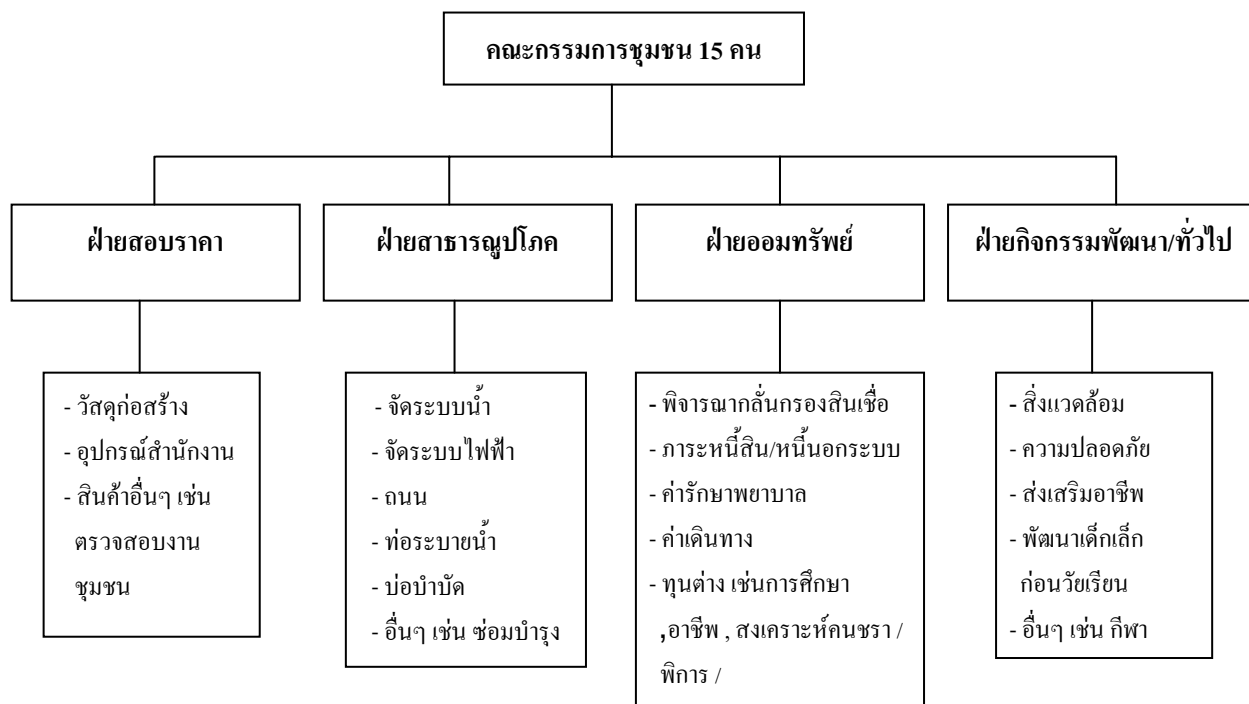 คณะกรรมการชุมชน 15 คน
ฝ่ายสอบราคา
ฝ่ายสาธารณูปโภค
ฝ่ายออมทรัพย์
ฝ่ายกิจกรรมพัฒนา/ทั่วไป
- วัสดุก่อสร้าง
- อุปกรณ์สำนักงาน
- สินค้าอื่นๆ เช่น
ตรวจสอบงาน
ชุมชน
- จัดระบบน้ำ
- จัดระบบไฟฟ้า
- ถนน
- ท่อระบายน้ำ
- บ่อบำบัด
- อื่นๆ เช่น ซ่อมบำรุง
- พิจารณากลั่นกรองสินเชื่อ
- ภาระหนี้สิน/หนี้นอกระบบ
- ค่ารักษาพยาบาล
- ค่าเดินทาง
- ทุนต่าง เช่นการศึกษา
,อาชีพ , สงเคราะห์คนชรา /
พิการ /
- สิ่งแวดล้อม
- ความปลอดภัย
- ส่งเสริมอาชีพ
- พัฒนาเด็กเล็ก
ก่อนวัยเรียน
- อื่นๆ เช่น กีฬา